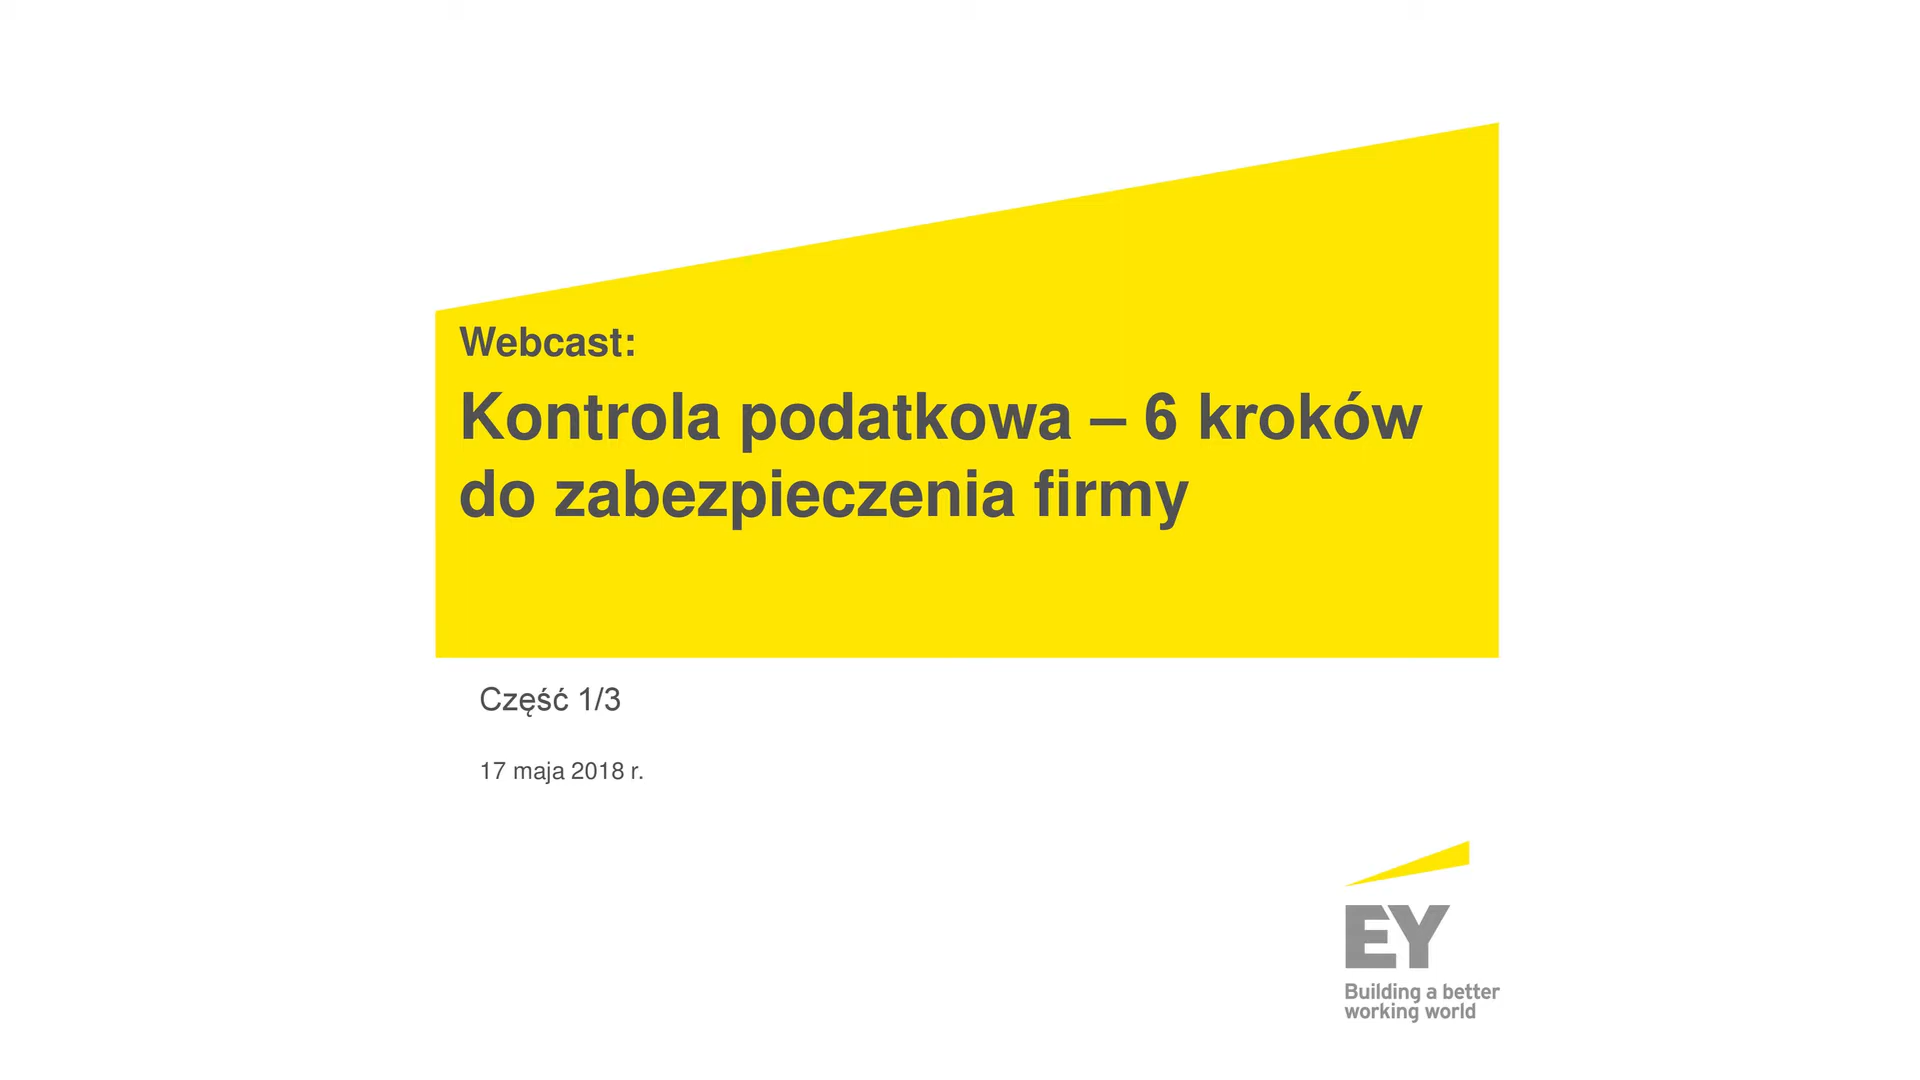 Webcast:
Kontrola podatkowa – 6 kroków
do zabezpieczenia firmy
Część 1/3
17 maja 2018 r.
EY
Building a better
working world